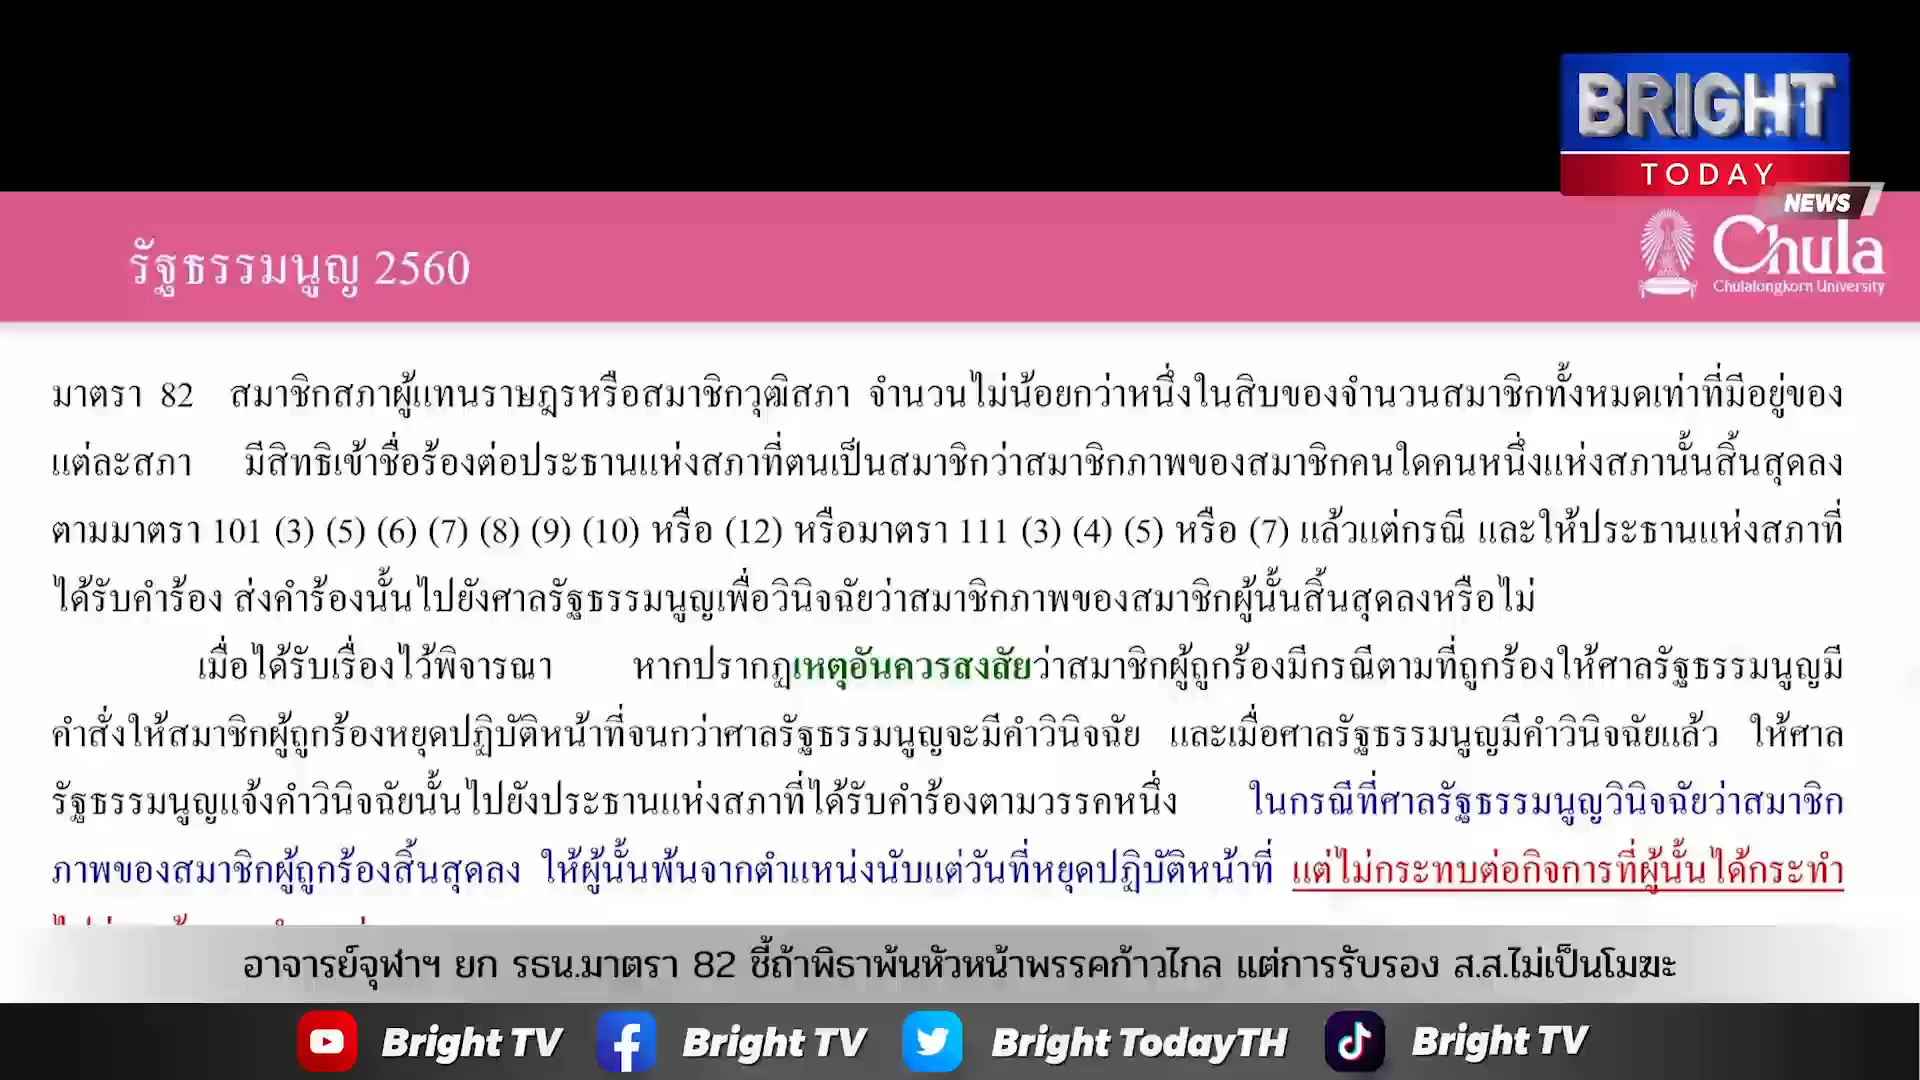 BRIGHT
TODAY
NEWS
รัฐธรรมนูญ 2560
Chula
Chulalongkorn University
มาตรา 82 สมาชิกสภาผู้แทนราษฎรหรือสมาชิกวุฒิสภา จำนวนไม่น้อยกว่าหนึ่งในสิบของจำนวนสมาชิกทั้งหมดเท่าที่มีอยู่ของ
แต่ละสภา มีสิทธิเข้าชื่อร้องต่อประธานแห่งสภาที่ตนเป็นสมาชิกว่าสมาชิกภาพของสมาชิกคนใดคนหนึ่งแห่งสภานั้นสิ้นสุดลง
ตามมาตรา 101 (3) (5) (6) (7) (8) (9) (10) หรือ (12) หรือมาตรา 111 (3) (4) (5) หรือ (7) แล้วแต่กรณี และให้ประธานแห่งสภาที่
ได้รับคำร้อง ส่งคำร้องนั้นไปยังศาลรัฐธรรมนูญเพื่อวินิจฉัยว่าสมาชิกภาพของสมาชิกผู้นั้นสิ้นสุดลงหรือไม่
เมื่อได้รับเรื่องไว้พิจารณา หากปรากฏเหตุอันควรสงสัยว่าสมาชิกผู้ถูกร้องมีกรณีตามที่ถูกร้องให้ศาลรัฐธรรมนูญมี
คำสั่งให้สมาชิกผู้ถูกร้องหยุดปฏิบัติหน้าที่จนกว่าศาลรัฐธรรมนูญจะมีคำวินิจฉัย และเมื่อศาลรัฐธรรมนูญมีคำวินิจฉัยแล้ว ให้ศาล
รัฐธรรมนูญแจ้งคำวินิจฉัยนั้นไปยังประธานแห่งสภาที่ได้รับคำร้องตามวรรคหนึ่ง ในกรณีที่ศาลรัฐธรรมนูญวินิจฉัยว่าสมาชิก
ภาพของสมาชิกผู้ถูกร้องสิ้นสุดลง ให้ผู้นั้นพ้นจากตำแหน่งนับแต่วันที่หยุดปฏิบัติหน้าที่ แต่ไม่กระทบต่อกิจการที่ผู้นั้นได้กระทำ
อาจารย์จุฬาฯ ยก รธน.มาตรา 82 ชี้ถ้าพิธาพ้นหัวหน้าพรรคก้าวไกล แต่การรับรอง ส.ส.ไม่เป็นโมฆะ
Bright TV Bright TV Bright TodayTH Bright TV